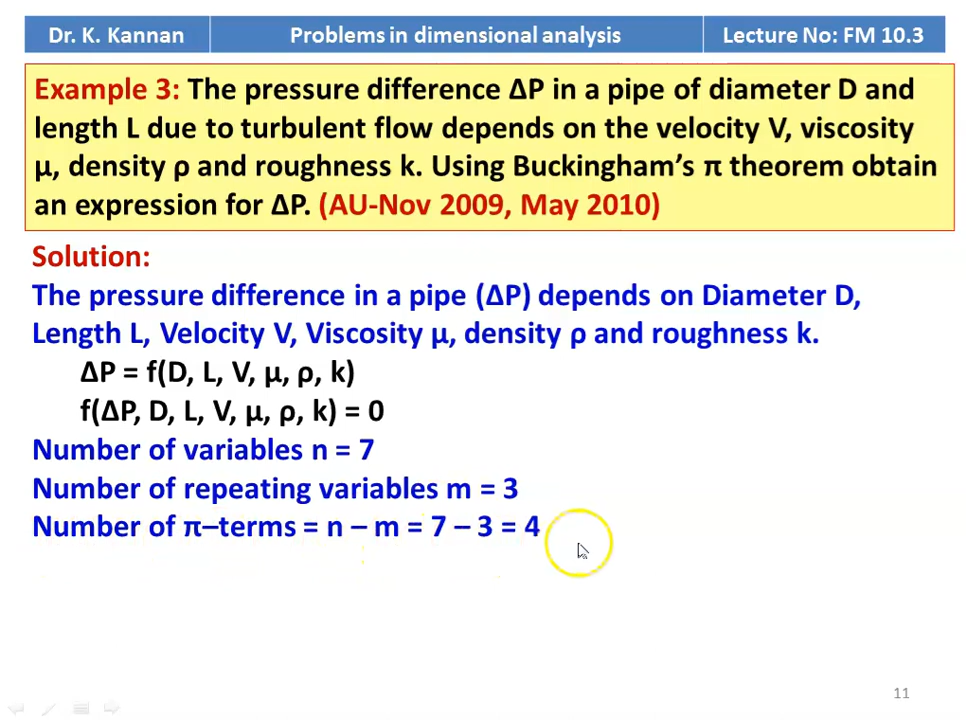 Dr. K. Kannan
Problems in dimensional analysis
Lecture No: FM 10.3
Example 3: The pressure difference ΔP in a pipe of diameter D and
length L due to turbulent flow depends on the velocity V, viscosity
μ, density ρ and roughness k. Using Buckingham's π theorem obtain
an expression for ΔP. (AU-Nov 2009, May 2010)
Solution:
The pressure difference in a pipe (ΔP) depends on Diameter D,
Length L, Velocity V, Viscosity μ, density ρ and roughness k.
ΔP = f(D, L, V, μ, ρ, k)
f(ΔP, D, L, V, μ, ρ, k) = 0
Number of variables n = 7
Number of repeating variables m = 3
Number of π–terms = n – m = 7 – 3 = 4
11